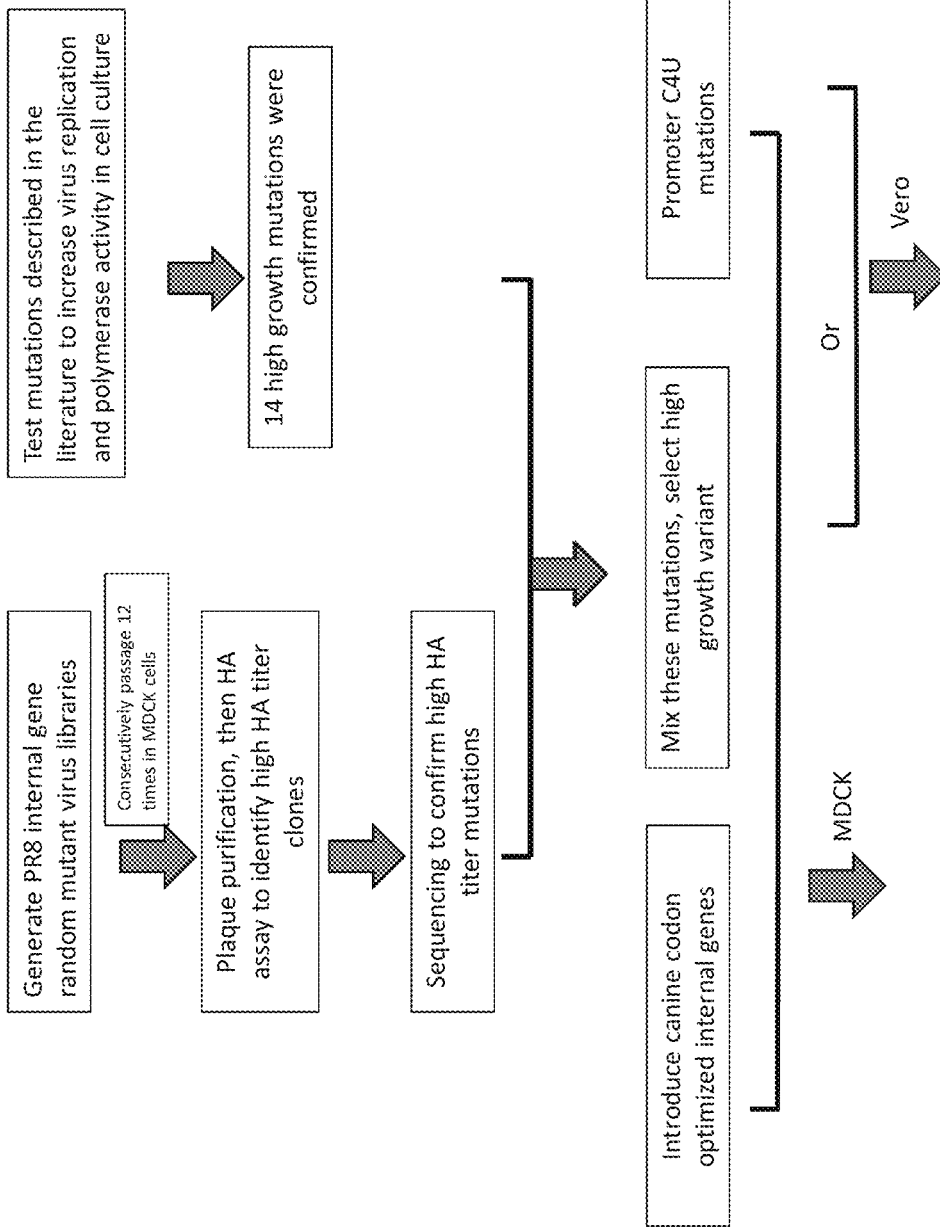 Generate PR8 internal gene
random mutant virus libraries
Consecutively passage 12
times in MDCK cells
Plaque purification, then HA
assay to identify high HA titer
clones
Sequencing to confirm high HA
titer mutations
Test mutations described in the
literature to increase virus replication
and polymerase activity in cell culture
14 high growth mutations were
confirmed
Introduce canine codon
optimized internal genes
Mix these mutations, select high
growth variant
Promoter C4U
mutations
Or
MDCK
Vero